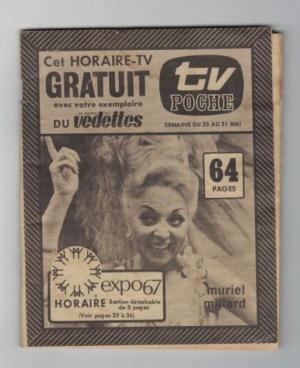 Cet HORAIRE-TV
GRATUIT
avec votre exemplaire
DU vedettes
tv
POCHE
SEMAINE DU 25 AU 31 MAI
64
PAGES
expo67
HORAIRE
Section détachable
de 8 pages
(Voir pages 29 à 36)
muriel
millard